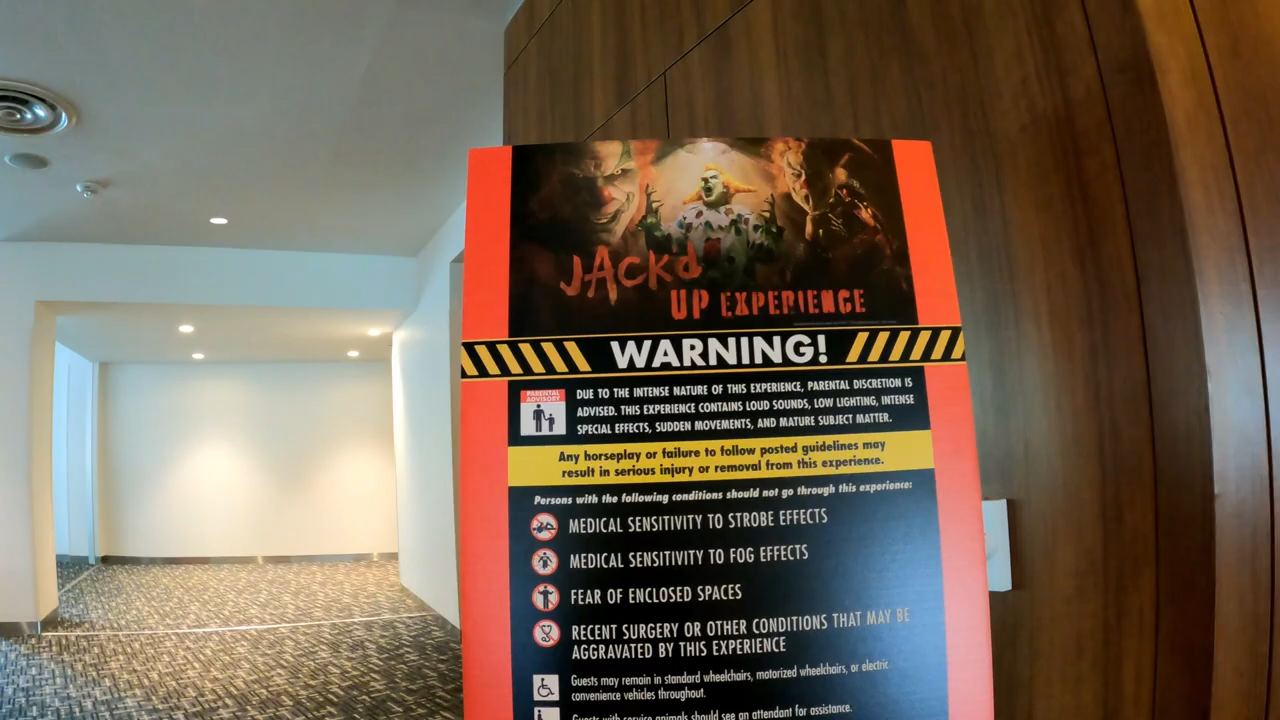 JACK'd
UP EXPERIENCE
WARNING!
PARENTAL
ADVISORY
DUE TO THE INTENSE NATURE OF THIS EXPERIENCE, PARENTAL DISCRETION IS
ADVISED. THIS EXPERIENCE CONTAINS LOUD SOUNDS, LOW LIGHTING, INTENSE
SPECIAL EFFECTS, SUDDEN MOVEMENTS, AND MATURE SUBJECT MATTER.
Any horseplay or failure to follow posted guidelines may
result in serious injury or removal from this experience.
Persons with the following conditions should not go through this experience:
MEDICAL SENSITIVITY TO STROBE EFFECTS
MEDICAL SENSITIVITY TO FOG EFFECTS
FEAR OF ENCLOSED SPACES
RECENT SURGERY OR OTHER CONDITIONS THAT MAY BE
AGGRAVATED BY THIS EXPERIENCE
Guests may remain in standard wheelchairs, motorized wheelchairs, or electric
convenience vehicles throughout.
Guests with service animals should see an attendant for assistance.